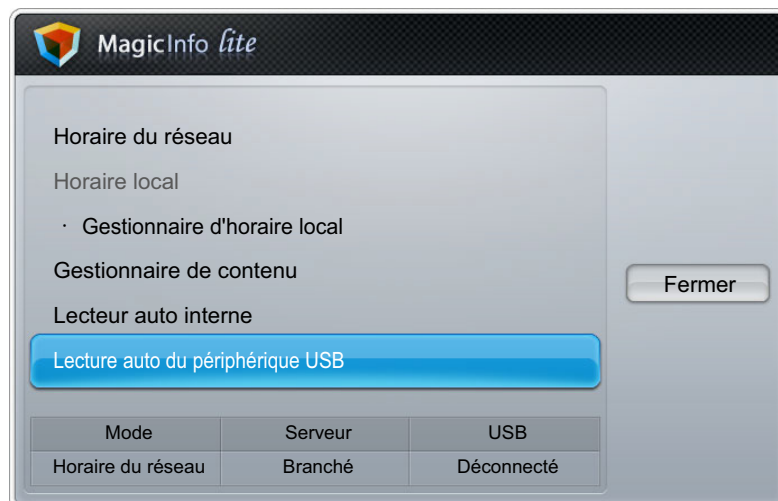 MagicInfo lite
Horaire du réseau
Horaire local
· Gestionnaire d'horaire local
Gestionnaire de contenu
Lecteur auto interne
Lecture auto du périphérique USB
Fermer
Mode Serveur USB
Horaire du réseau Branché Déconnecté